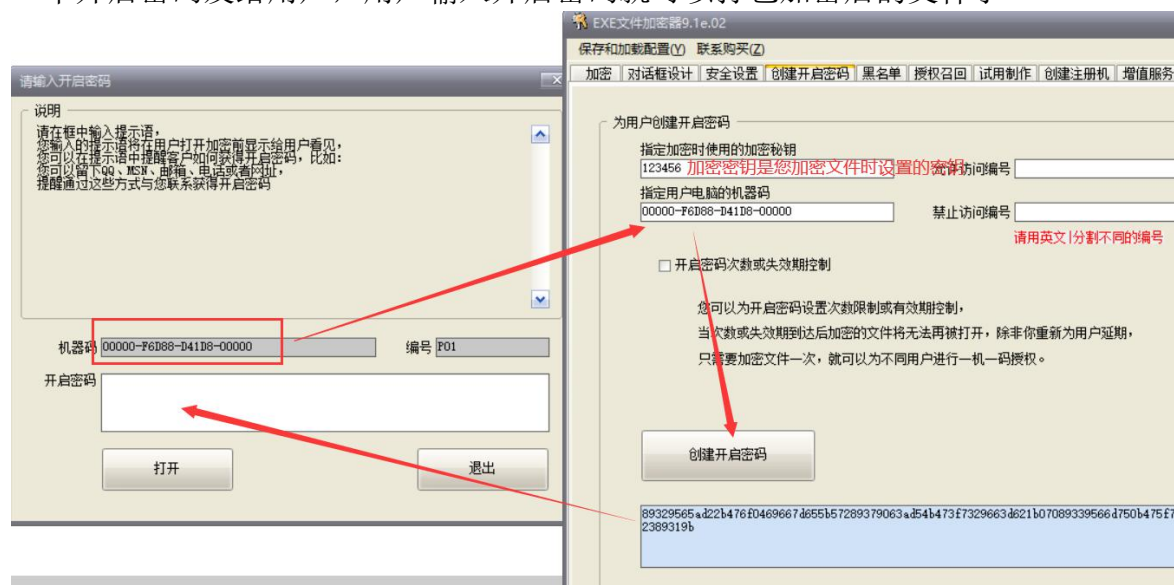 EXE文件加密器9.1e.02
保存和加载配置(Y) 联系购买(Z)
加密 对话框设计 安全设置 创建开启密码 黑名单 授权召回 试用制作 创建注册机 增值服务
请输入开启密码
说明
请在框中输入提示语,
您输入的提示语将在用户打开加密前显示给用户看见,
您可以在提示语中提醒客户如何获得开启密码,比如:
您可以留下QQ、MSN、邮箱、电话或者网址,
提醒通过这些方式与您联系获得开启密码
机器码 00000-F6D88-D41D8-00000 编号 P01
开启密码
打开 退出
为用户创建开启密码
指定加密时使用的加密秘钥
123456 加密密钥是您加密文件时设置的 访问编号
指定用户电脑的机器码
00000-F6D88-D41D8-00000 禁止访问编号
请用英文|分割不同的编号
开启密码次数或失效期控制
您可以为开启密码设置次数限制或有效期控制,
当次数或失效期到达后加密的文件将无法再被打开,除非你重新为用户延期,
只需要加密文件一次,就可以为不同用户进行一机一码授权。
创建开启密码
89329565ad22b476f0469667d655b57289379063ad54b473f7329663d621b07089339566d750b475f7
2389319b